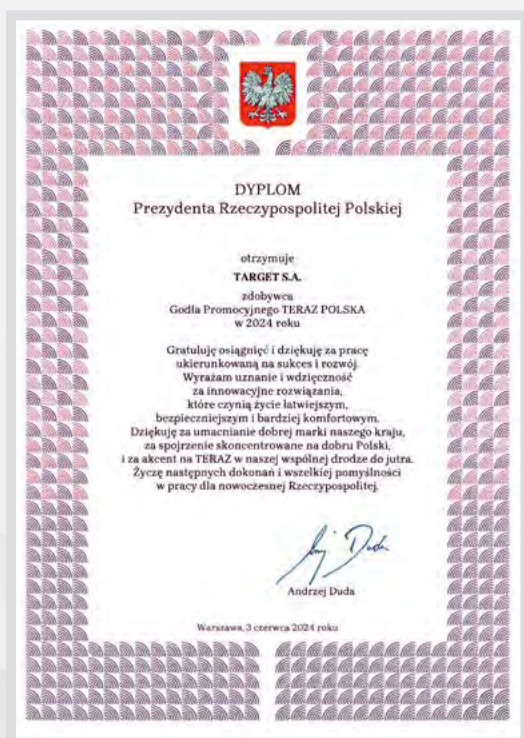 DYPLOM
Prezydenta Rzeczypospolitej Polskiej
otrzymuje
TARGET S.A.
zdobywca
Godła Promocyjnego TERAZ POLSKA
w 2024 roku
Gratuluję osiągnięć i dziękuję za pracę
ukierunkowaną na sukces i rozwój.
Wyrażam uznanie i wdzięczność
za innowacyjne rozwiązania,
które czynią życie łatwiejszym,
bezpieczniejszym i bardziej komfortowym.
Dziękuję za umacnianie dobrej marki naszego kraju,
za spojrzenie skoncentrowane na dobru Polski,
i za akcent na TERAZ w naszej wspólnej drodze do jutra.
Życzę następnych dokonań i wszelkiej pomyślności
w pracy dla nowoczesnej Rzeczypospolitej.
Duda
Andrzej Duda
Warszawa, 3 czerwca 2024 roku